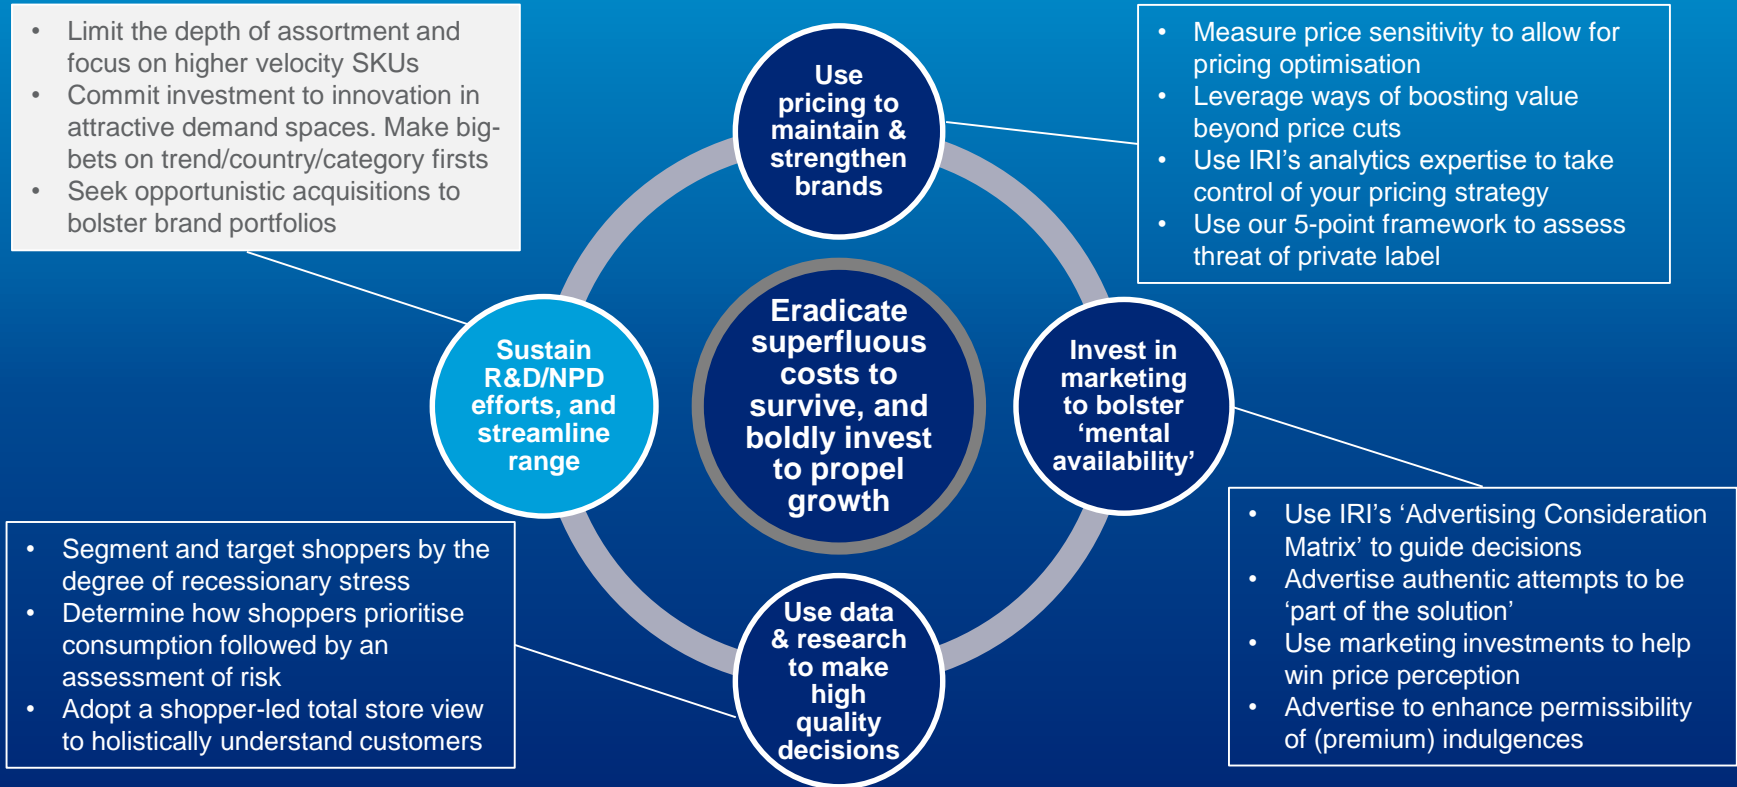 • Limit the depth of assortment and
focus on higher velocity SKUs
• Commit investment to innovation in
attractive demand spaces. Make big-
bets on trend/country/category firsts
• Seek opportunistic acquisitions to
bolster brand portfolios
Use
pricing to
maintain &
strengthen
brands
• Measure price sensitivity to allow for
pricing optimisation
• Leverage ways of boosting value
beyond price cuts
• Use IRI's analytics expertise to take
control of your pricing strategy
• Use our 5-point framework to assess
threat of private label
Sustain
R&D/NPD
efforts, and
streamline
range
Eradicate
superfluous
costs to
survive, and
boldly invest
to propel
growth
Invest in
marketing
to bolster
‘mental
availability’
• Segment and target shoppers by the
degree of recessionary stress
• Determine how shoppers prioritise
consumption followed by an
assessment of risk
• Adopt a shopper-led total store view
to holistically understand customers
Use data
& research
to make
high
quality
decisions
• Use IRI's ‘Advertising Consideration
Matrix’ to guide decisions
• Advertise authentic attempts to be
‘part of the solution’
• Use marketing investments to help
win price perception
• Advertise to enhance permissibility
of (premium) indulgences